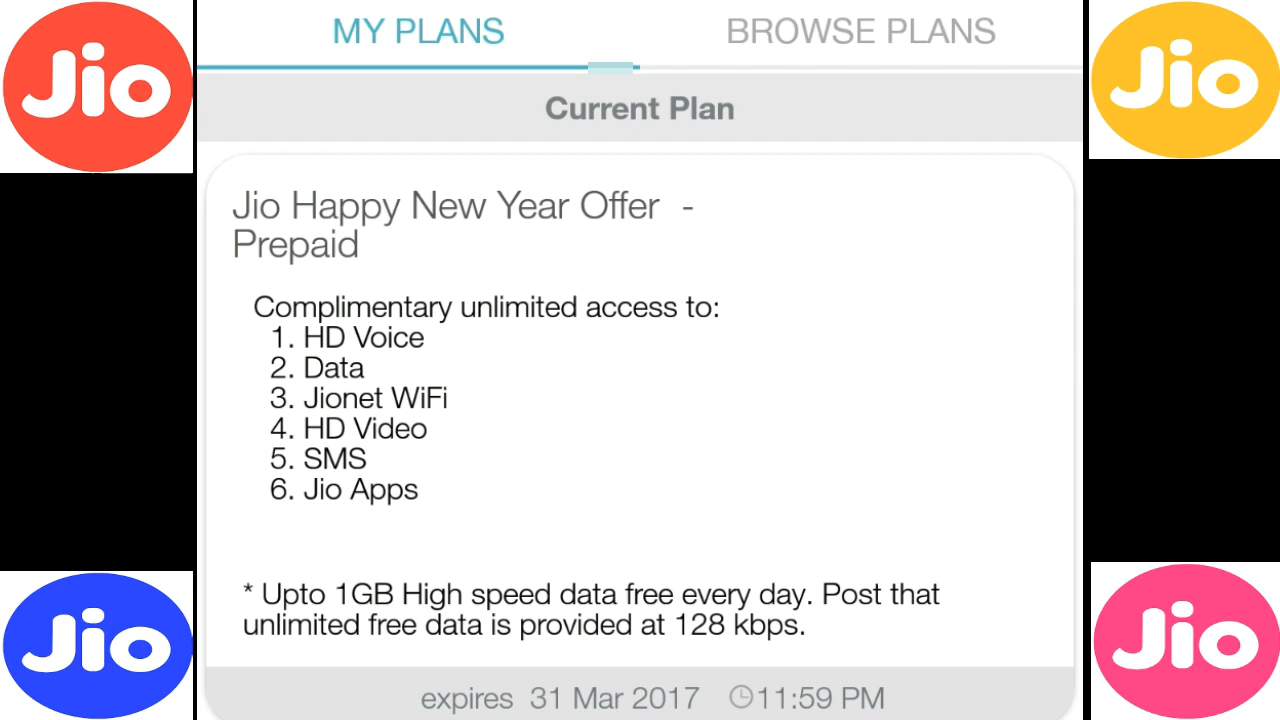 Jio
MY PLANS
BROWSE PLANS
Jio
Current Plan
Jio Happy New Year Offer -
Prepaid
Complimentary unlimited access to:
1. HD Voice
2. Data
3. Jionet WiFi
4. HD Video
5. SMS
6. Jio Apps
* Upto 1GB High speed data free every day. Post that
unlimited free data is provided at 128 kbps.
Jio
Jio
expires 31 Mar 2017 11:59 PM